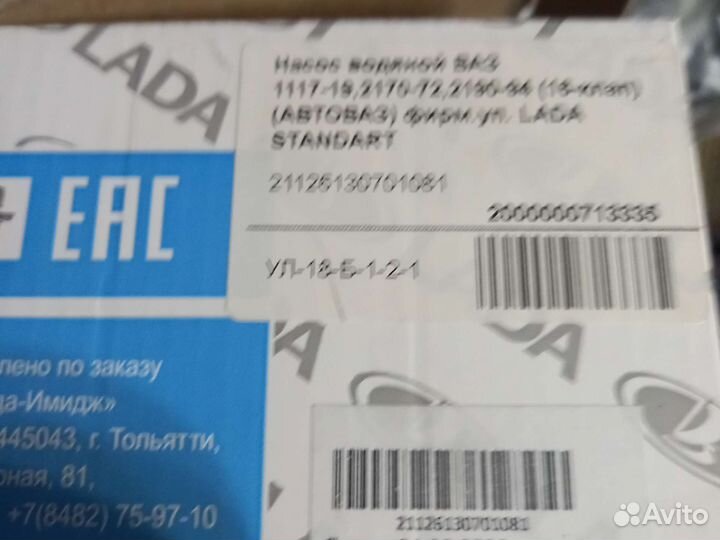 LADA
Насос водяной ВАЗ
1117-19,2170-72,2190-94 (16-клап)
(АВТОВАЗ) фирм.уп. LADA
STANDART
21126130701081
2000000713335
УЛ-18-Б-1-2-1
EAC
лено по заказу
да-Имидж»
445043, г. Тольятти,
рная, 81,
+7(8482) 75-97-10
21126130701081
Avito